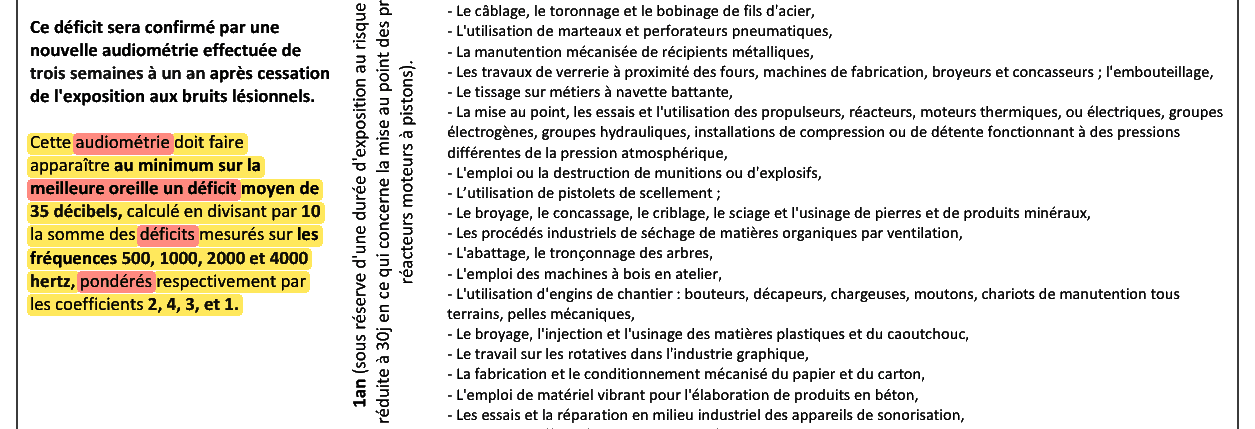 Ce déficit sera confirmé par une
nouvelle audiométrie effectuée de
trois semaines à un an après cessation
de l'exposition aux bruits lésionnels.
Cette audiométrie doit faire
apparaître au minimum sur la
meilleure oreille un déficit moyen de
35 décibels, calculé en divisant par 10
la somme des déficits mesurés sur les
fréquences 500, 1000, 2000 et 4000
hertz, pondérés respectivement par
les coefficients 2, 4, 3, et 1.
1an (sous réserve d'une durée d'exposition au risque
réduite à 30j en ce qui concerne la mise au point des
réacteurs moteurs à pistons).
- Le câblage, le toronnage et le bobinage de fils d'acier,
- L'utilisation de marteaux et perforateurs pneumatiques,
- La manutention mécanisée de récipients métalliques,
- Les travaux de verrerie à proximité des fours, machines de fabrication, broyeurs et concasseurs ; l'embouteillage,
- Le tissage sur métiers à navette battante,
- La mise au point, les essais et l'utilisation des propulseurs, réacteurs, moteurs thermiques, ou électriques, groupes
électrogènes, groupes hydrauliques, installations de compression ou de détente fonctionnant à des pressions
différentes de la pression atmosphérique,
- L'emploi ou la destruction de munitions ou d'explosifs,
- L’utilisation de pistolets de scellement ;
- Le broyage, le concassage, le criblage, le sciage et l'usinage de pierres et de produits minéraux,
- Les procédés industriels de séchage de matières organiques par ventilation,
- L'abattage, le tronçonnage des arbres,
- L'emploi des machines à bois en atelier,
- L'utilisation d'engins de chantier : bouteurs, décapeurs, chargeuses, moutons, chariots de manutention tous
terrains, pelles mécaniques,
- Le broyage, l'injection et l'usinage des matières plastiques et du caoutchouc,
- Le travail sur les rotatives dans l'industrie graphique,
- La fabrication et le conditionnement mécanisé du papier et du carton,
- L'emploi de matériel vibrant pour l'élaboration de produits en béton,
- Les essais et la réparation en milieu industriel des appareils de sonorisation,